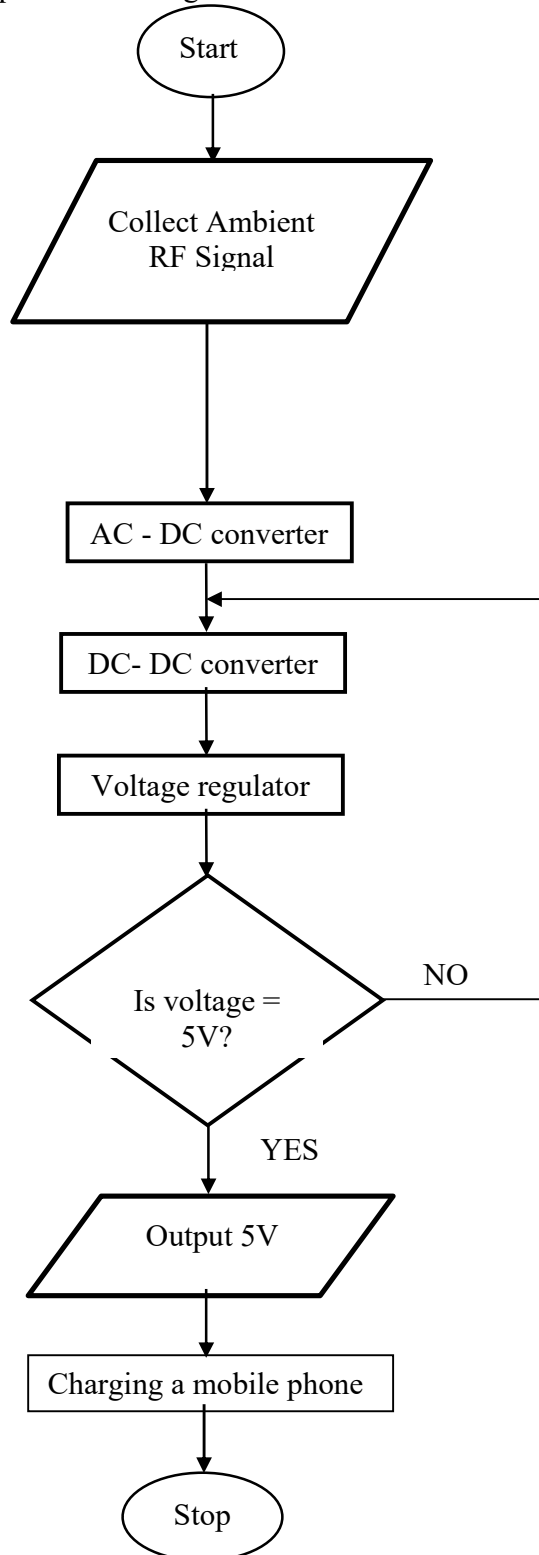 Start
Collect Ambient
RF Signal
AC - DC converter
DC- DC converter
Voltage regulator
Is voltage =
5V?
NO
YES
Output 5V
Charging a mobile phone
Stop